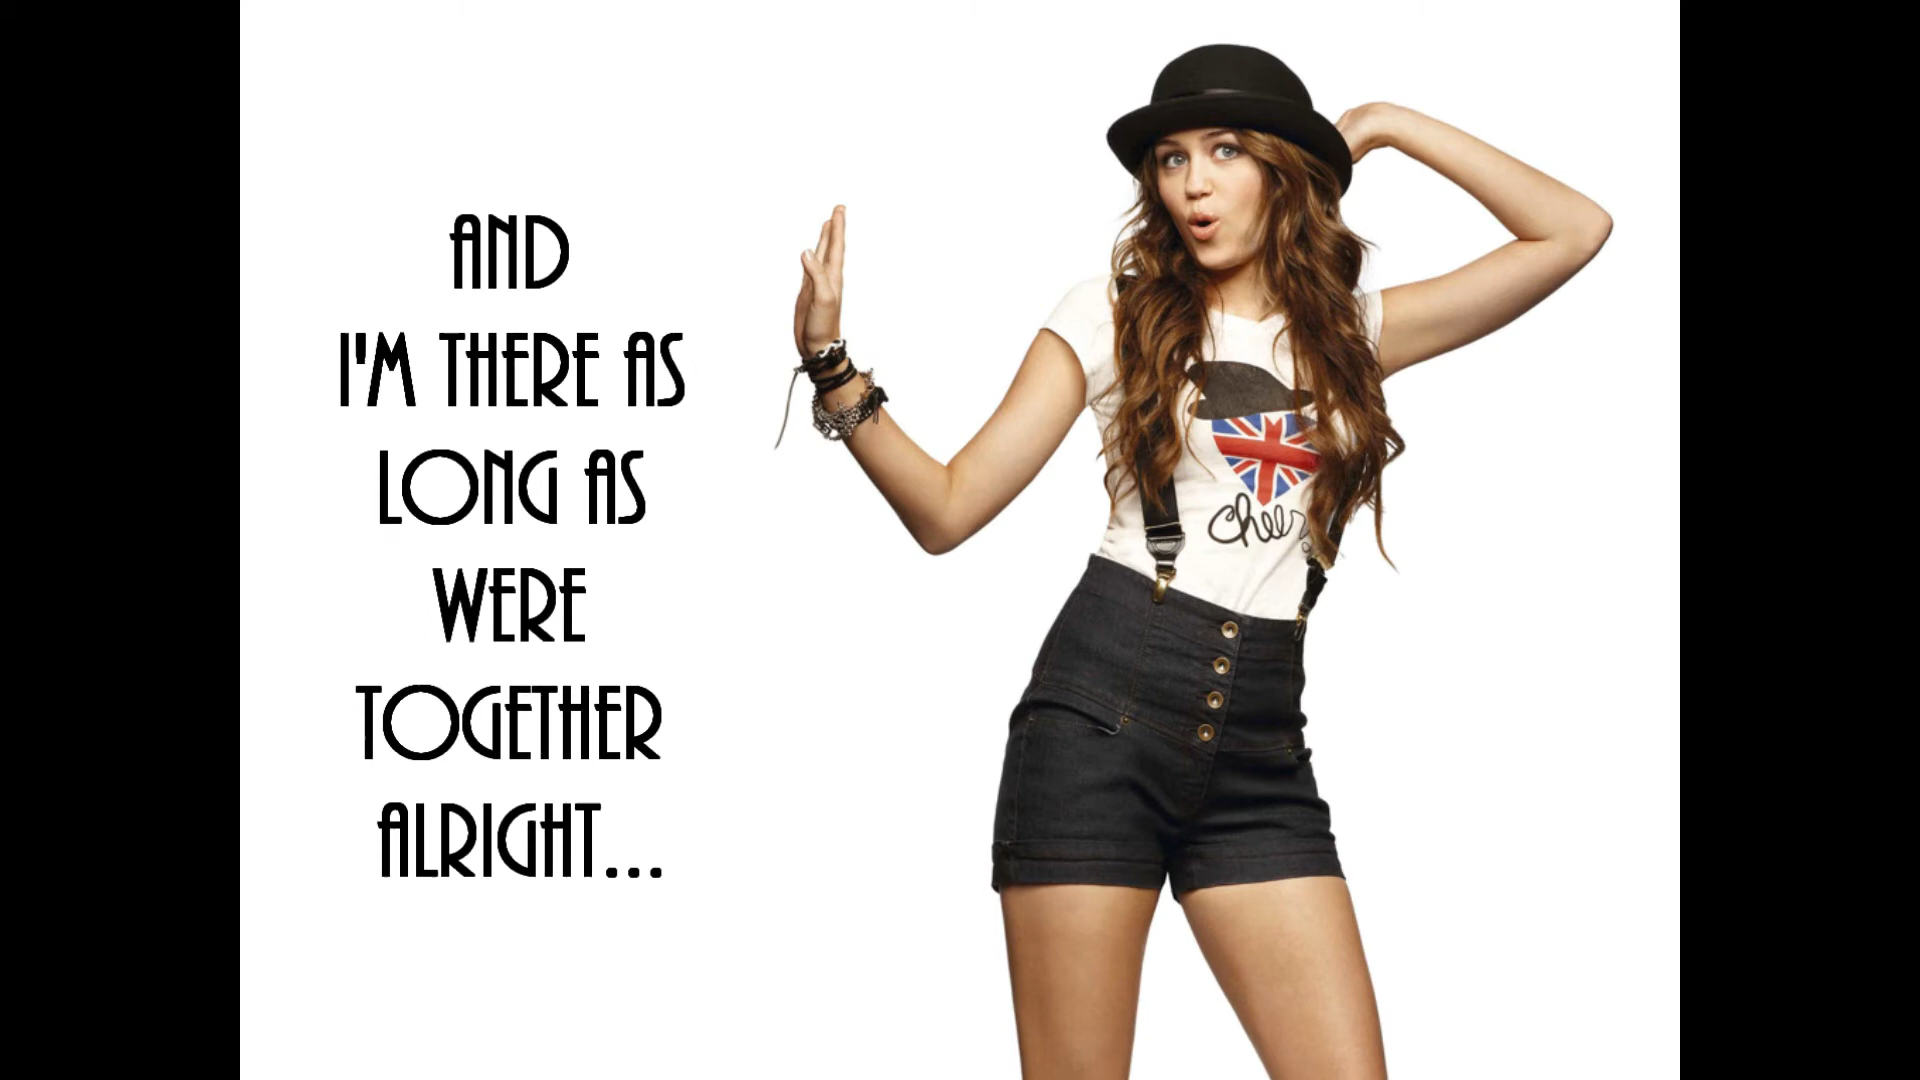 AND
I'M THERE AS
LONG AS
WERE
TOGETHER
ALRIGHT...